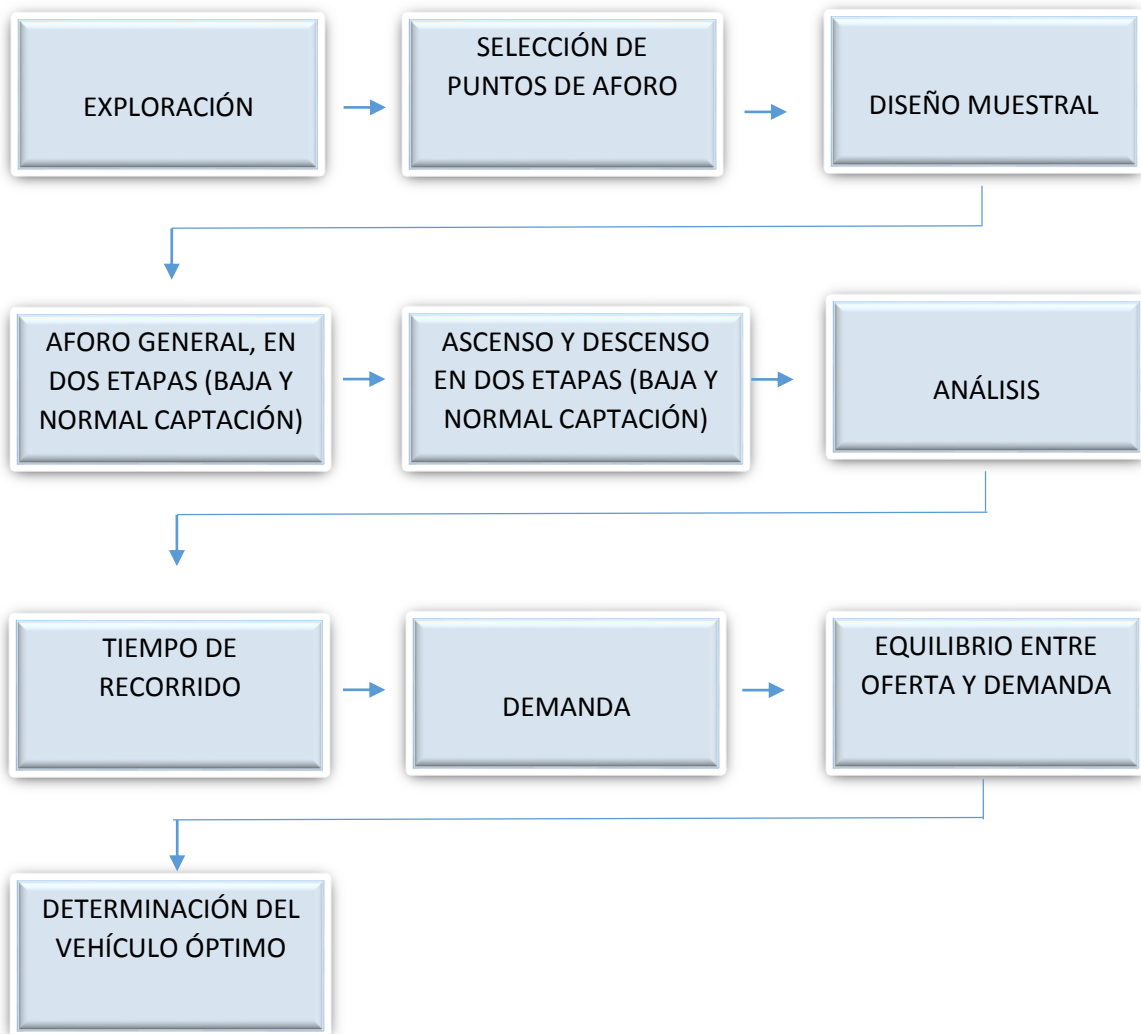 EXPLORACIÓN
SELECCIÓN DE
PUNTOS DE AFORO
DISEÑO MUESTRAL
AFORO GENERAL, EN
DOS ETAPAS (BAJA Y
NORMAL CAPTACIÓN)
ASCENSO Y DESCENSO
EN DOS ETAPAS (BAJA Y
NORMAL CAPTACIÓN)
ANÁLISIS
TIEMPO DE
RECORRIDO
DEMANDA
EQUILIBRIO ENTRE
OFERTA Y DEMANDA
DETERMINACIÓN DEL
VEHÍCULO ÓPTIMO